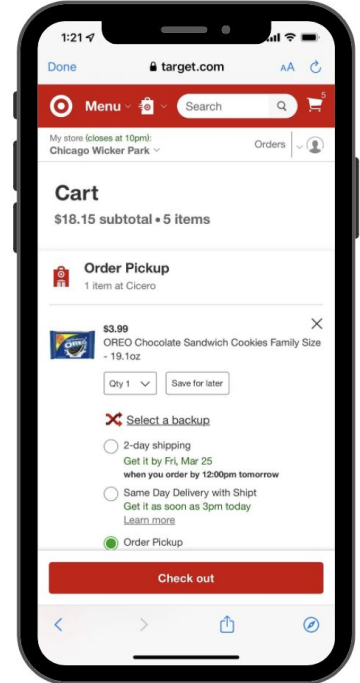 1:21
Done
target.com
AA
Menu
Search
5
My store (closes at 10pm):
Chicago Wicker Park
Orders
Cart
$18.15 subtotal • 5 items
Order Pickup
1 item at Cicero
$3.99
OREO Chocolate Sandwich Cookies Family Size
- 19.1oz
OREO
Qty 1
Save for later
Select a backup
2-day shipping
Get it by Fri, Mar 25
when you order by 12:00pm tomorrow
Same Day Delivery with Shipt
Get it as soon as 3pm today
Learn more
Order Pickup
Check out